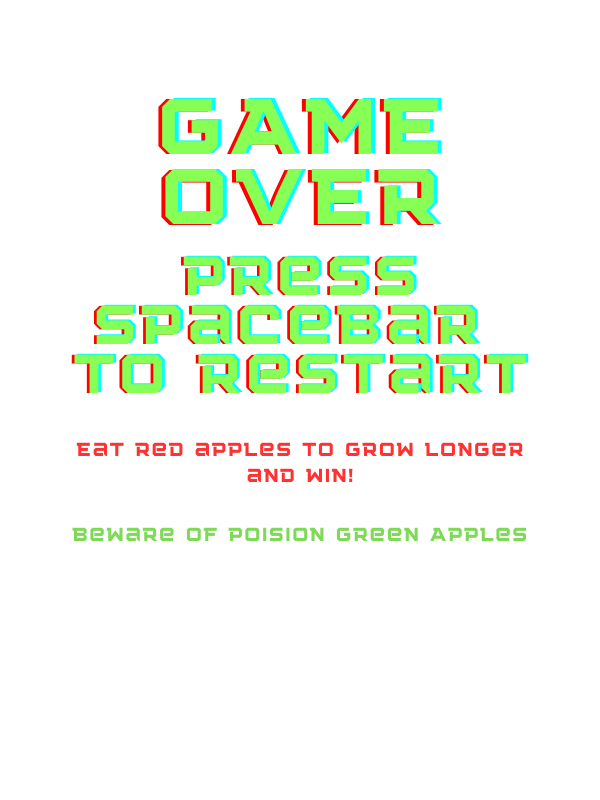 GAME
OVER
PRESS
SPACEBAR
TO RESTART
EAT RED APPLES TO GROW LONGER
AND WIN!
BEWARE OF POISION GREEN APPLES